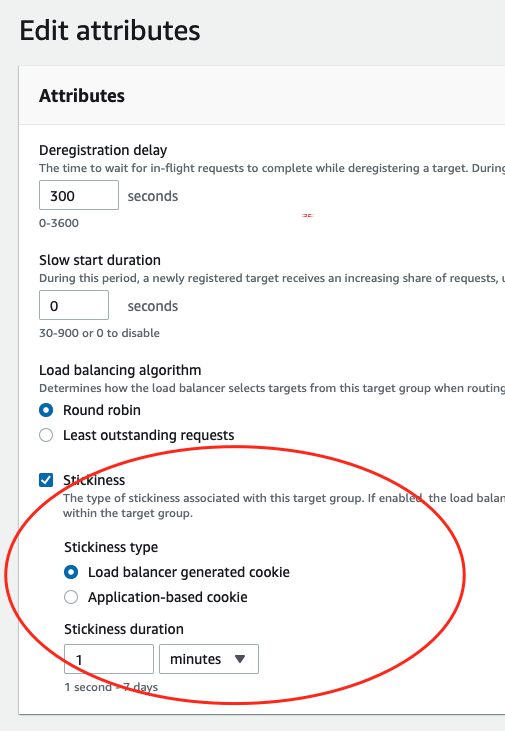 Edit attributes
Attributes
Deregistration delay
The time to wait for in-flight requests to complete while deregistering a target. During
300 seconds
0-3600
Slow start duration
During this period, a newly registered target receives an increasing share of requests, u
0 seconds
30-900 or 0 to disable
Load balancing algorithm
Determines how the load balancer selects targets from this target group when routing
Round robin
Least outstanding requests
Stickiness
The type of stickiness associated with this target group. If enabled, the load balan
within the target group.
Stickiness type
Load balancer generated cookie
Application-based cookie
Stickiness duration
1 minutes
1 second - 7 days